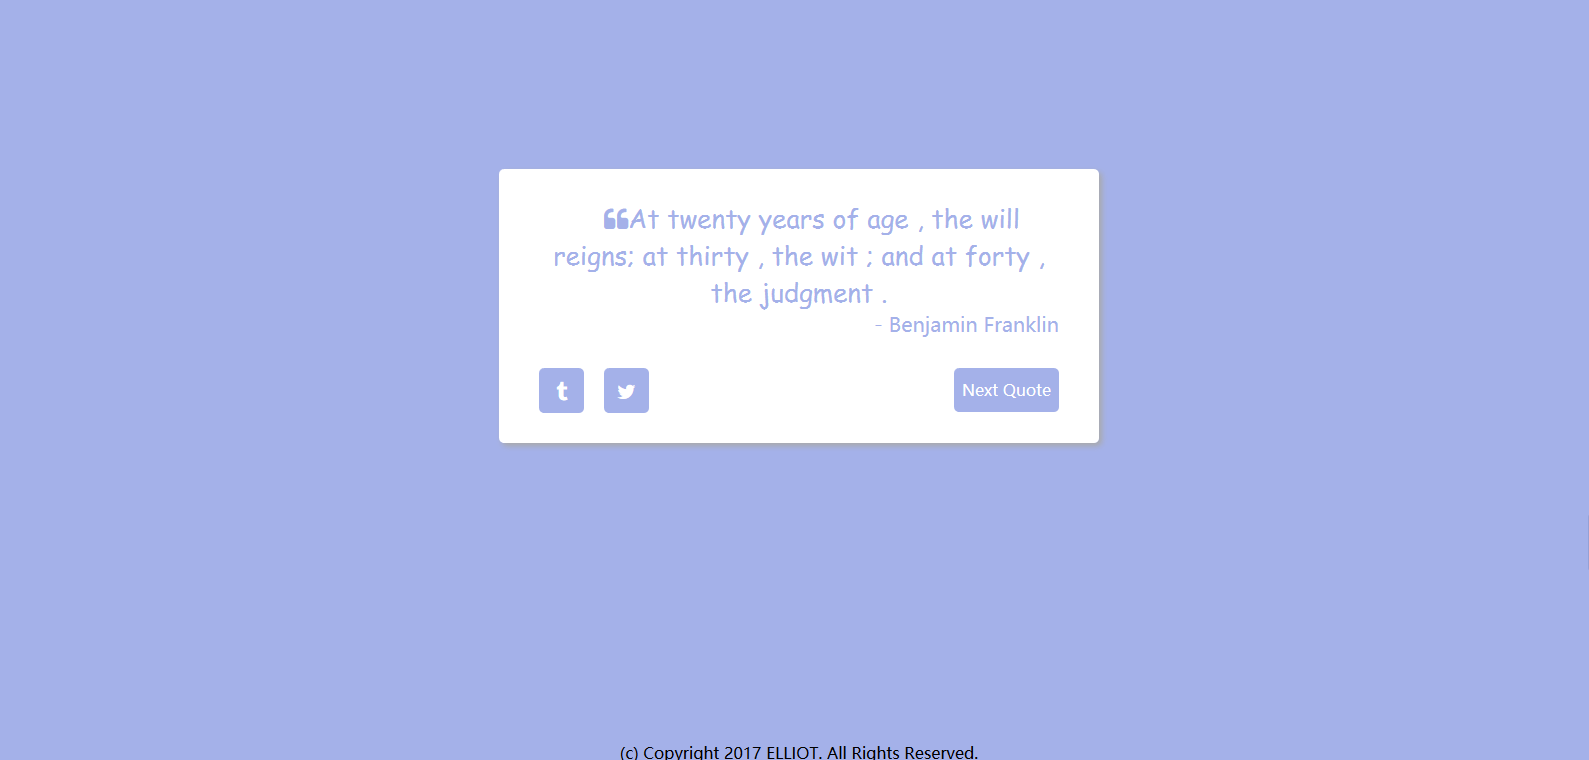 At twenty years of age , the will
reigns; at thirty , the wit ; and at forty ,
the judgment .
- Benjamin Franklin
Next Quote
(c) Copyright 2017 ELLIOT. All Rights Reserved.